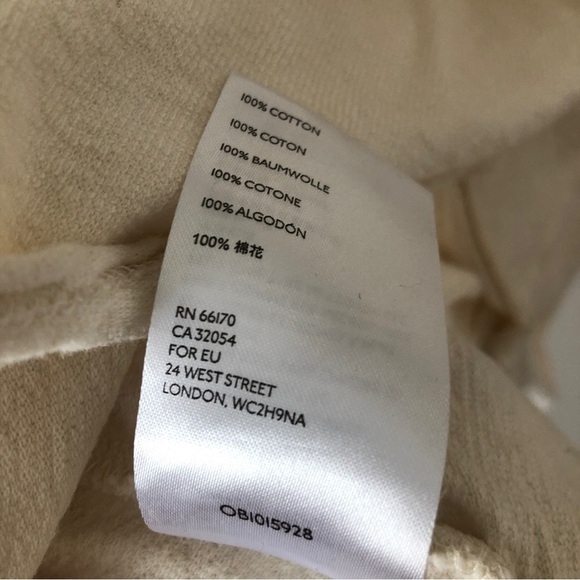 100% COTTON
100% COTON
100% BAUMWOLLE
100% COTONE
100% ALGODÓN
100% 棉花
RN 66170
CA 32054
FOR EU
24 WEST STREET
LONDON, WC2H9NA
OB1015928